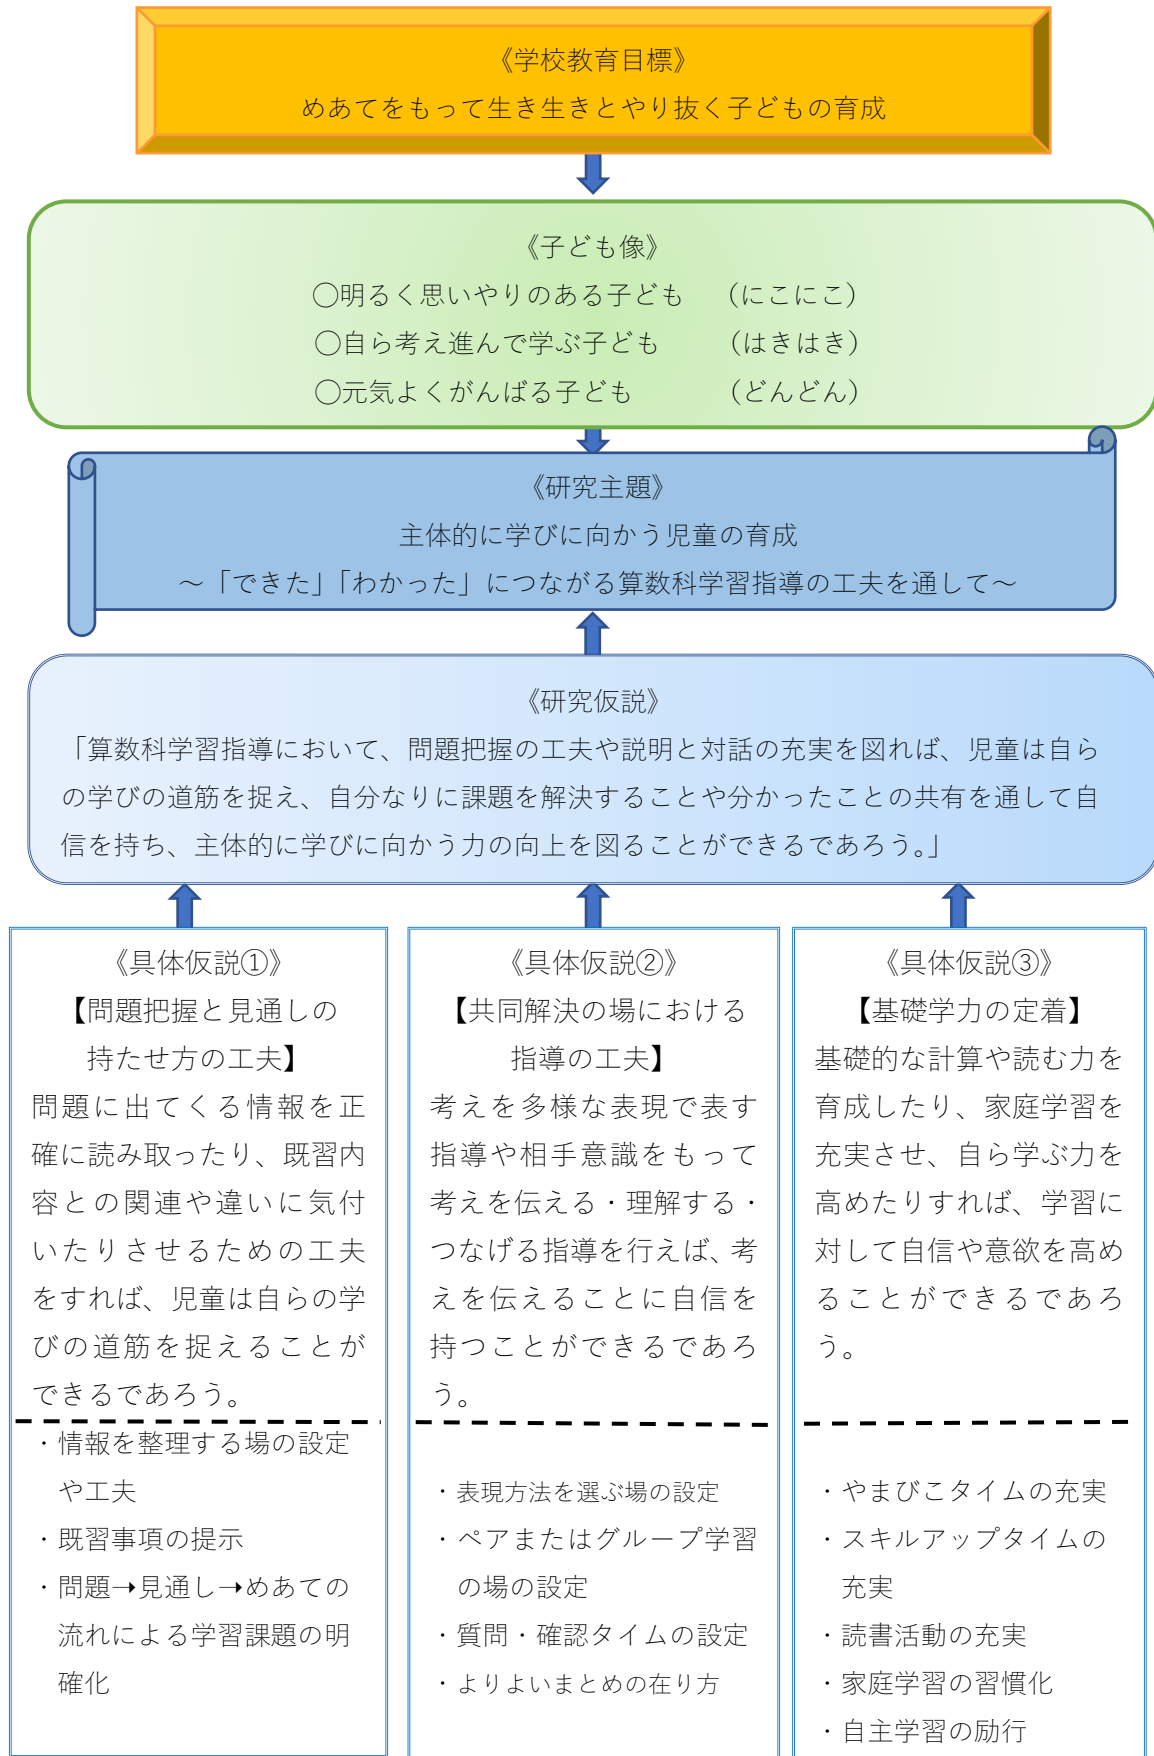 《学校教育目標》
めあてをもって生き生きとやり抜く子どもの育成
《子ども像》
○明るく思いやりのある子ども　（にこにこ）
○自ら考え進んで学ぶ子ども　　（はきはき）
○元気よくがんばる子ども　　　（どんどん）
《研究主題》
主体的に学びに向かう児童の育成
～「できた」「わかった」につながる算数科学習指導の工夫を通して～
《研究仮説》
「算数科学習指導において、問題把握の工夫や説明と対話の充実を図れば、児童は自ら
の学びの道筋を捉え、自分なりに課題を解決することや分かったことの共有を通して自
信を持ち、主体的に学びに向かう力の向上を図ることができるであろう。」
《具体仮説①》
【問題把握と見通しの
持たせ方の工夫】
問題に出てくる情報を正
確に読み取ったり、既習内
容との関連や違いに気付
いたりさせるための工夫
をすれば、児童は自らの学
びの道筋を捉えることが
できるであろう。
・情報を整理する場の設定
や工夫
・既習事項の提示
・問題→見通し→めあての
流れによる学習課題の明
確化
《具体仮説②》
【共同解決の場における
指導の工夫】
考えを多様な表現で表す
指導や相手意識をもって
考えを伝える・理解する・
つなげる指導を行えば、考
えを伝えることに自信を
持つことができるであろ
う。
・表現方法を選ぶ場の設定
・ペアまたはグループ学習
の場の設定
・質問・確認タイムの設定
・よりよいまとめの在り方
《具体仮説③》
【基礎学力の定着】
基礎的な計算や読む力を
育成したり、家庭学習を
充実させ、自ら学ぶ力を
高めたりすれば、学習に
対して自信や意欲を高め
ることができるであろ
う。
・やまびこタイムの充実
・スキルアップタイムの
充実
・読書活動の充実
・家庭学習の習慣化
・自主学習の励行